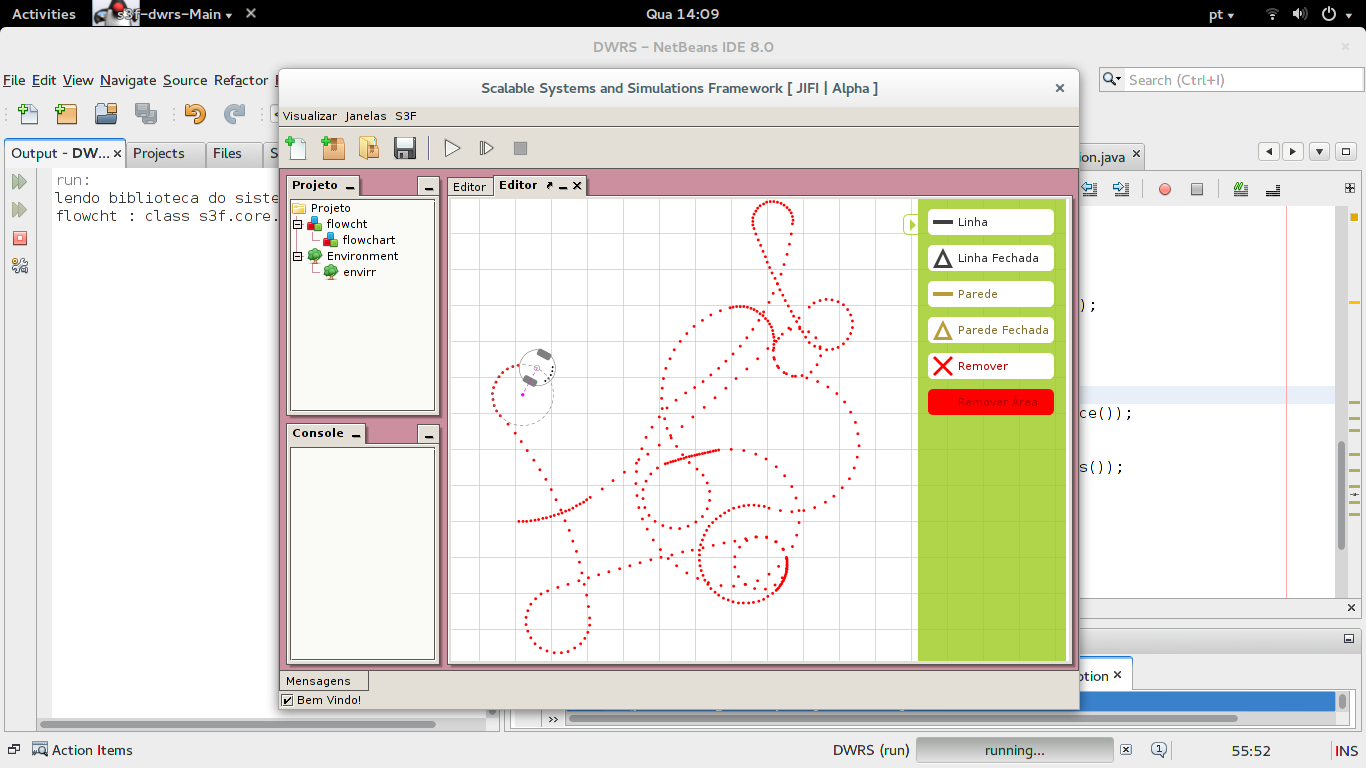 Activities
s3f-dwrs-Main
Qua 14:09
pt
DWRS – NetBeans IDE 8.0
File Edit View Navigate Source Refactor
Search (Ctrl+I)
Scalable Systems and Simulations Framework [ JIFI | Alpha ]
Visualizar Janelas S3F
Output - DW...
Projects
Files
S
ion.java
run:
lendo biblioteca do siste
flowcht : class s3f.core.
Projeto
Projeto
flowcht
flowchart
Environment
envirr
Console
Editor
Editor
Linha
Linha Fechada
Parede
Parede Fechada
Remover
Remover Área
);
ce());
s());
Mensagens
Bem Vindo!
ption
>>
Action Items
DWRS (run)
running...
1
55:52
INS